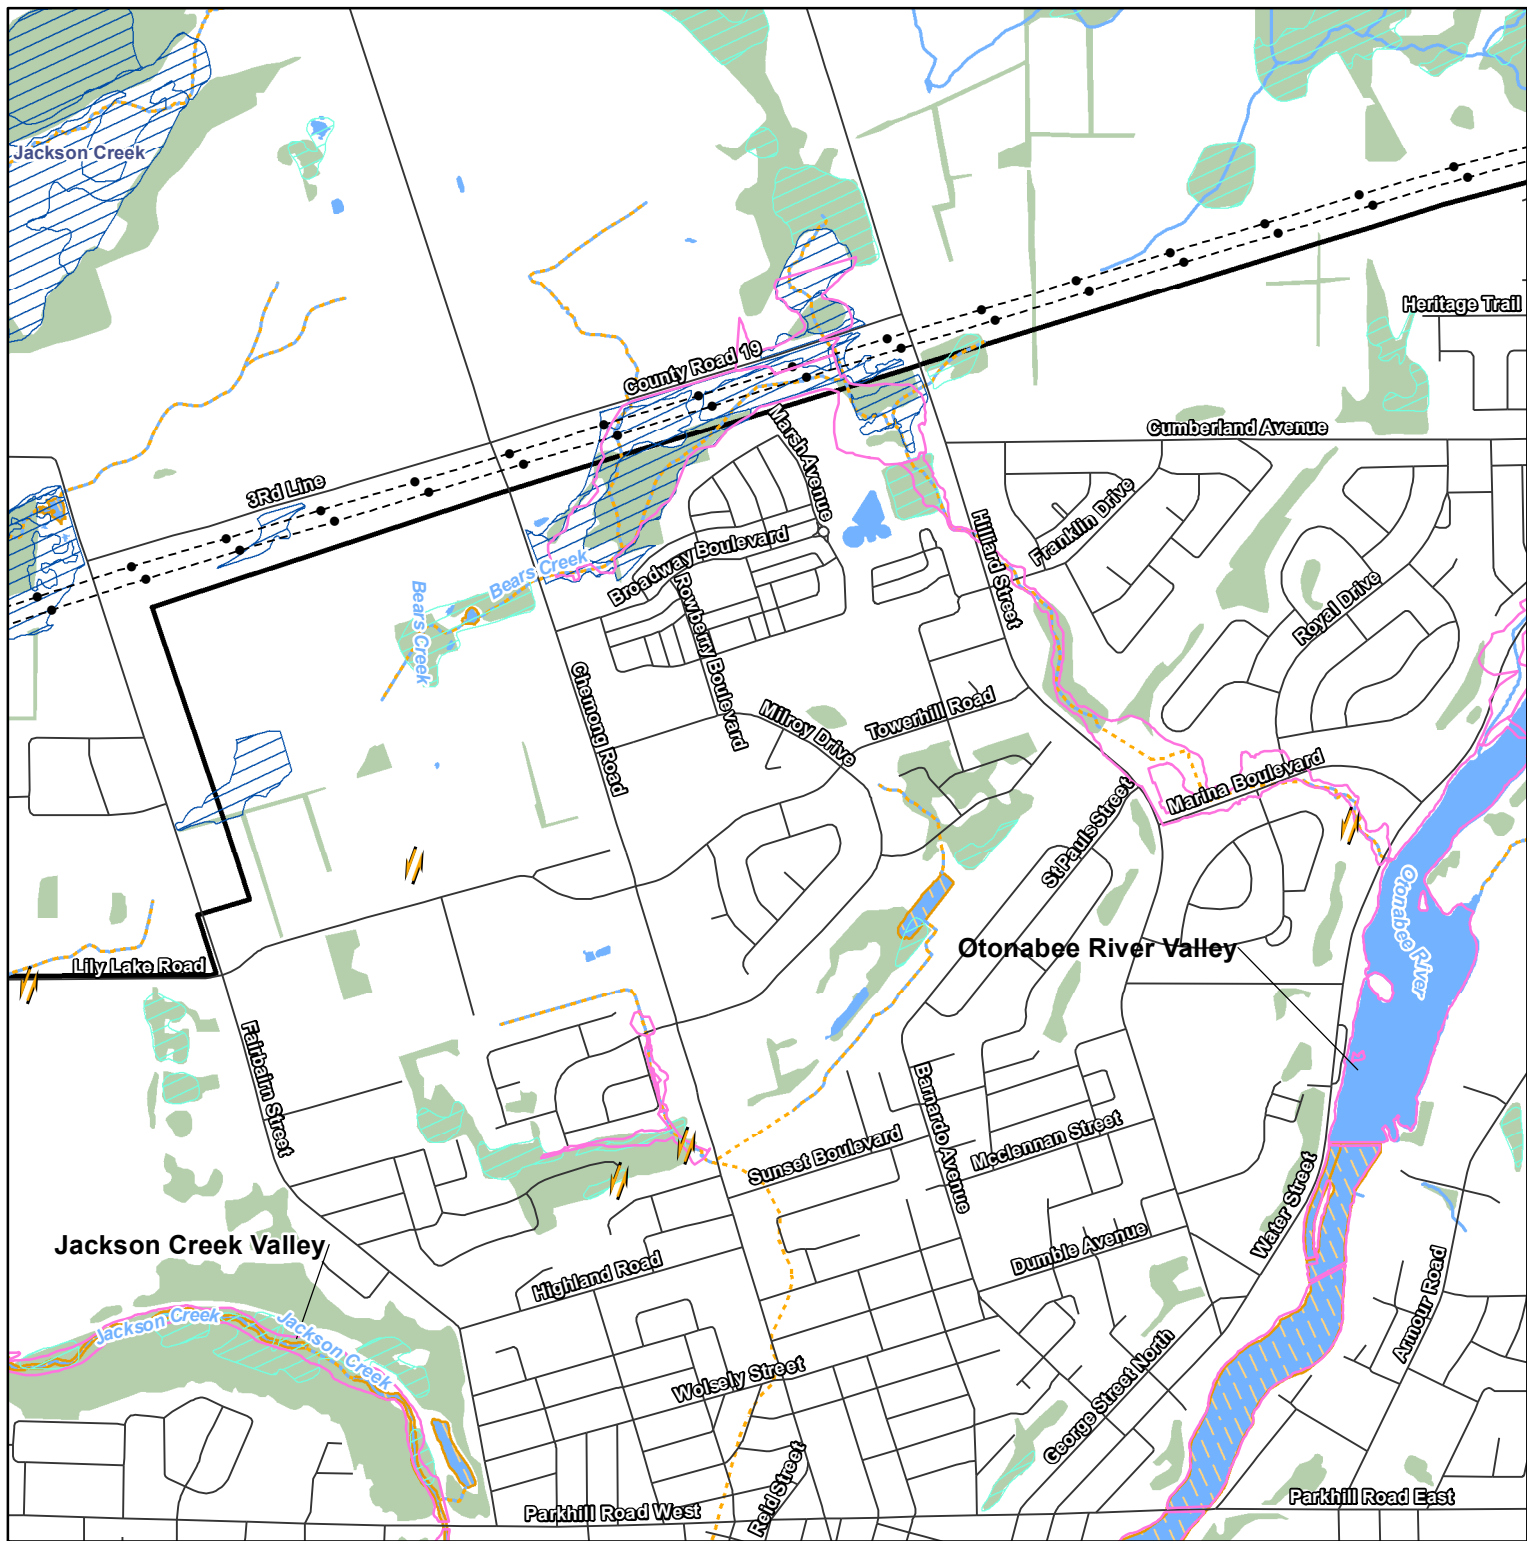 Jackson Creek
Heritage Trail
County Road 19
Cumberland Avenue
Marsh Avenue
3Rd Line
Franklin Drive
Hilliard Street
Broadway Boulevard
Bears Creek
Bears Creek
Rowberry Boulevard
Royal Drive
Chemong Road
Milroy Drive
Towerhill Road
Marina Boulevard
St Pauls Street
Otonabee River
Otonabee River Valley
Lily Lake Road
Fairbairn Street
Barnardo Avenue
Mcclennan Street
Sunset Boulevard
Water Street
Dumble Avenue
Jackson Creek Valley
Highland Road
Armour Road
Jackson Creek
Jackson Creek
Wolsely Street
George Street North
Reid Street
Parkhill Road West
Parkhill Road East